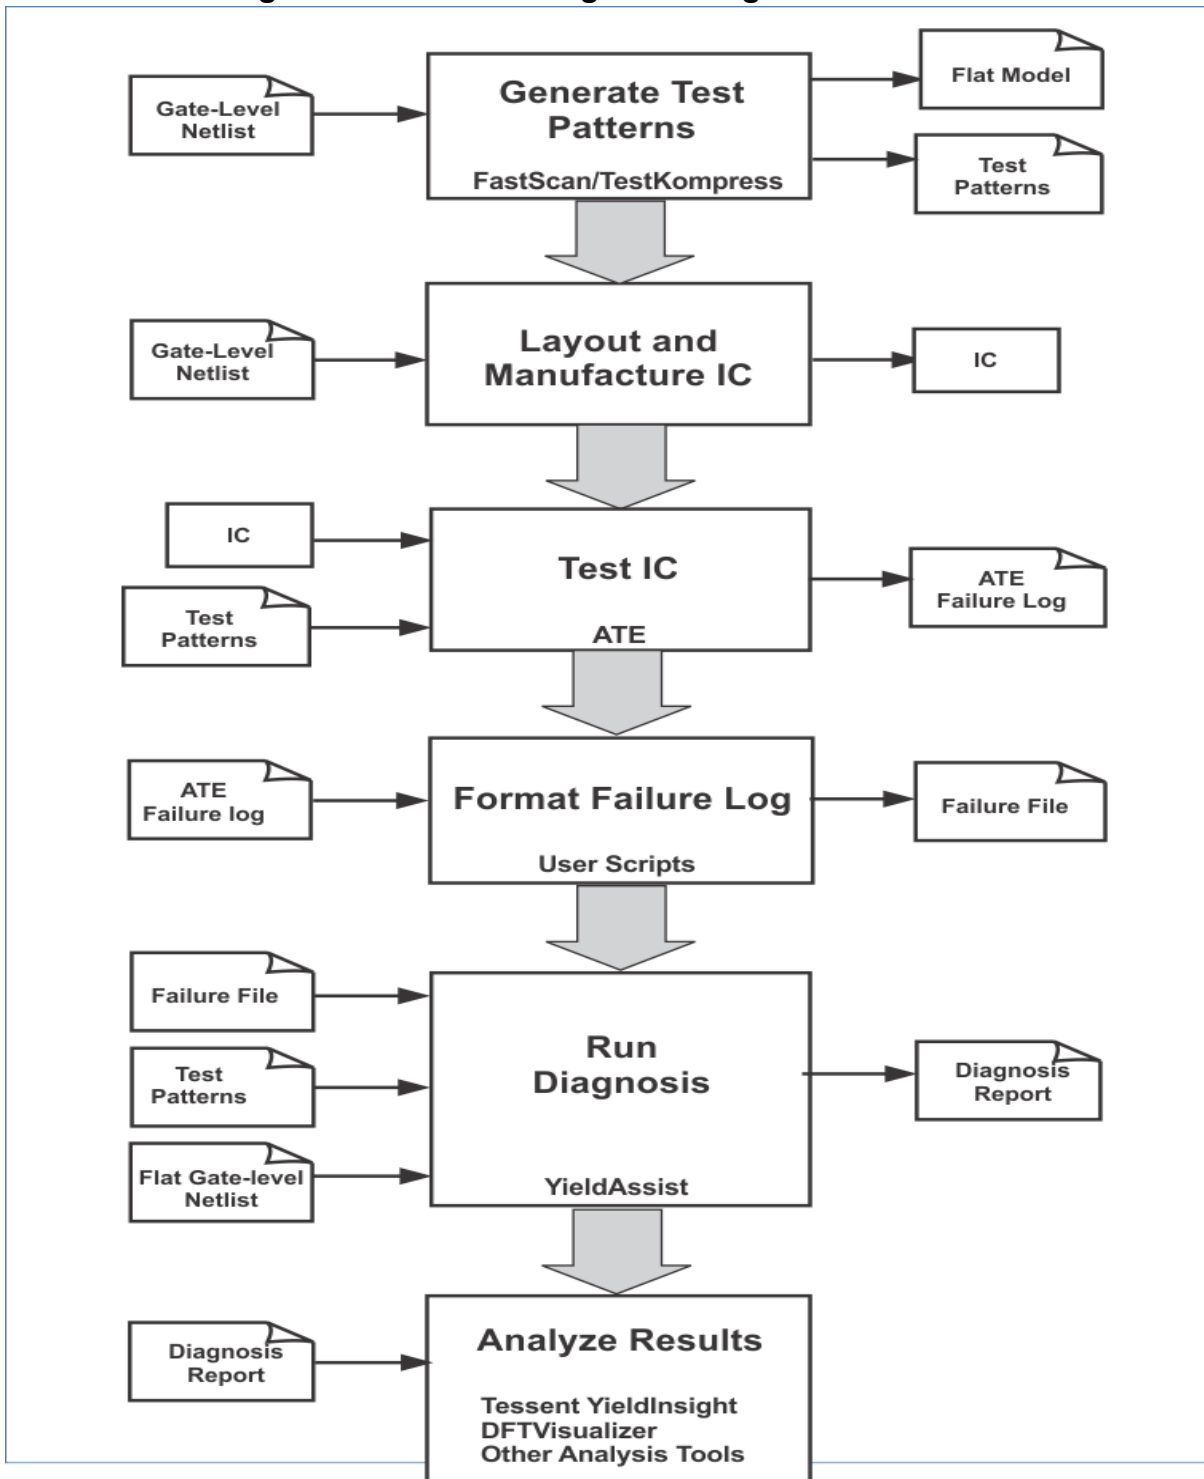 Gate-Level
Netlist
Generate Test
Patterns
FastScan/TestKompress
Flat Model
Test
Patterns
Gate-Level
Netlist
Layout and
Manufacture IC
IC
IC
Test
Patterns
Test IC
ATE
ATE
Failure Log
ATE
Failure log
Format Failure Log
User Scripts
Failure File
Failure File
Test
Patterns
Flat Gate-level
Netlist
Run
Diagnosis
YieldAssist
Diagnosis
Report
Diagnosis
Report
Analyze Results
Tessent YieldInsight
DFTVisualizer
Other Analysis Tools